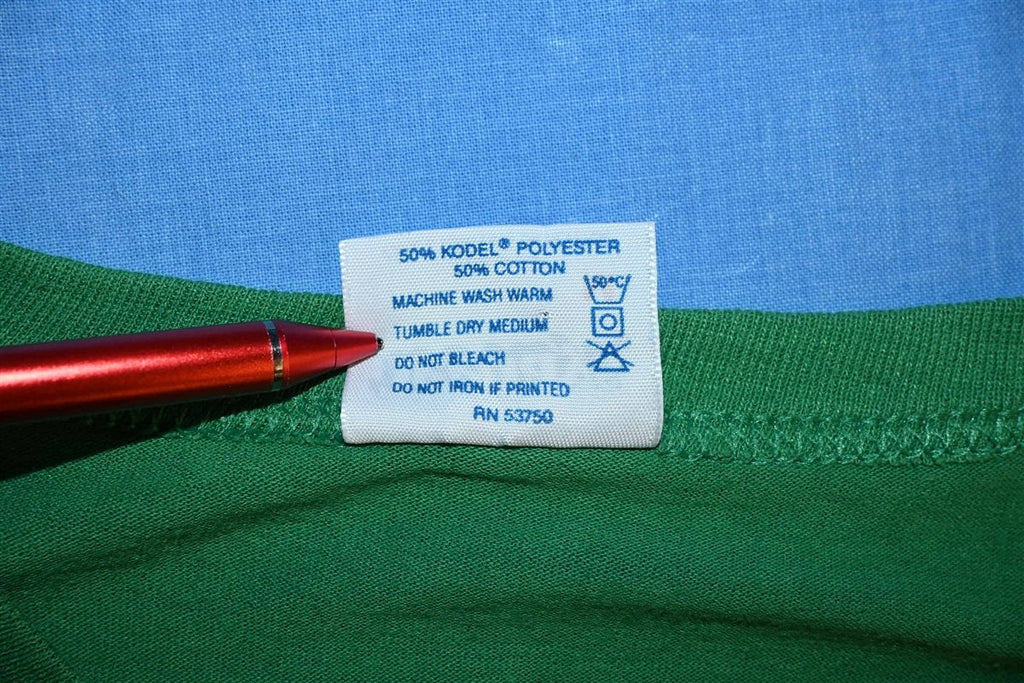 50% KODEL® POLYESTER
50% COTTON
MACHINE WASH WARM
50°C
TUMBLE DRY MEDIUM
DO NOT BLEACH
DO NOT IRON IF PRINTED
RN 53750